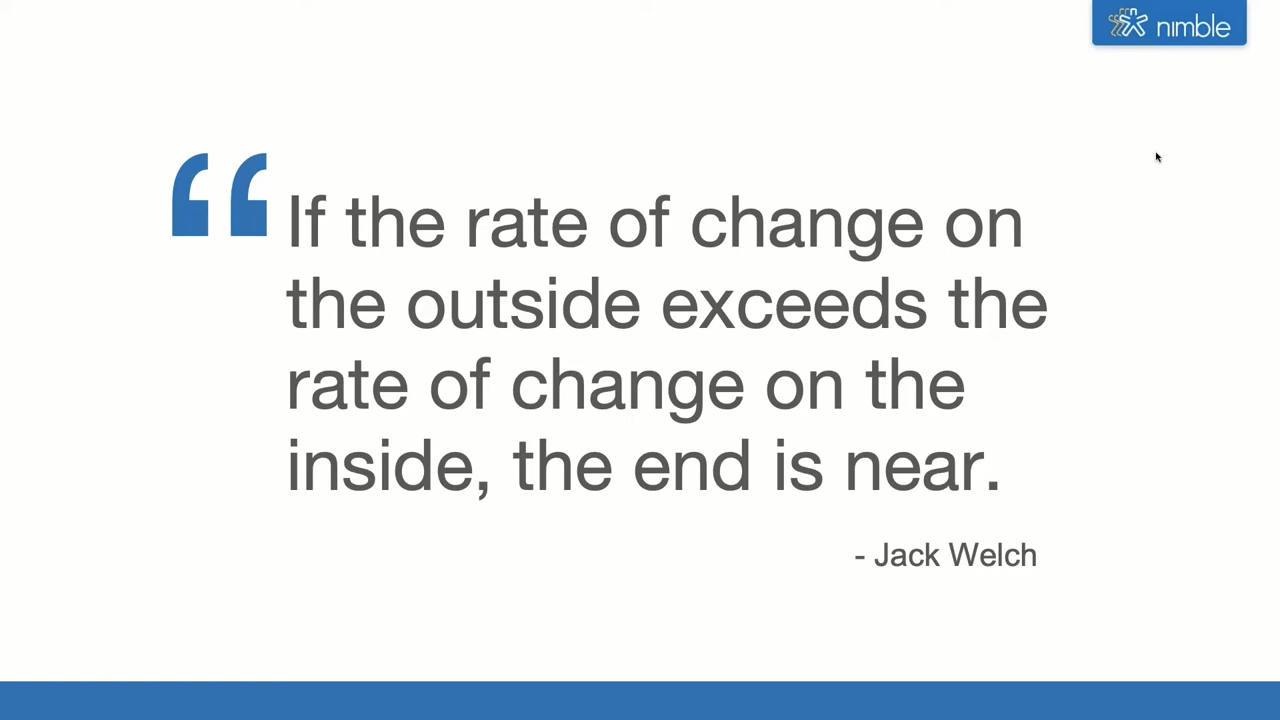 nimble
“If the rate of change on
the outside exceeds the
rate of change on the
inside, the end is near.
- Jack Welch